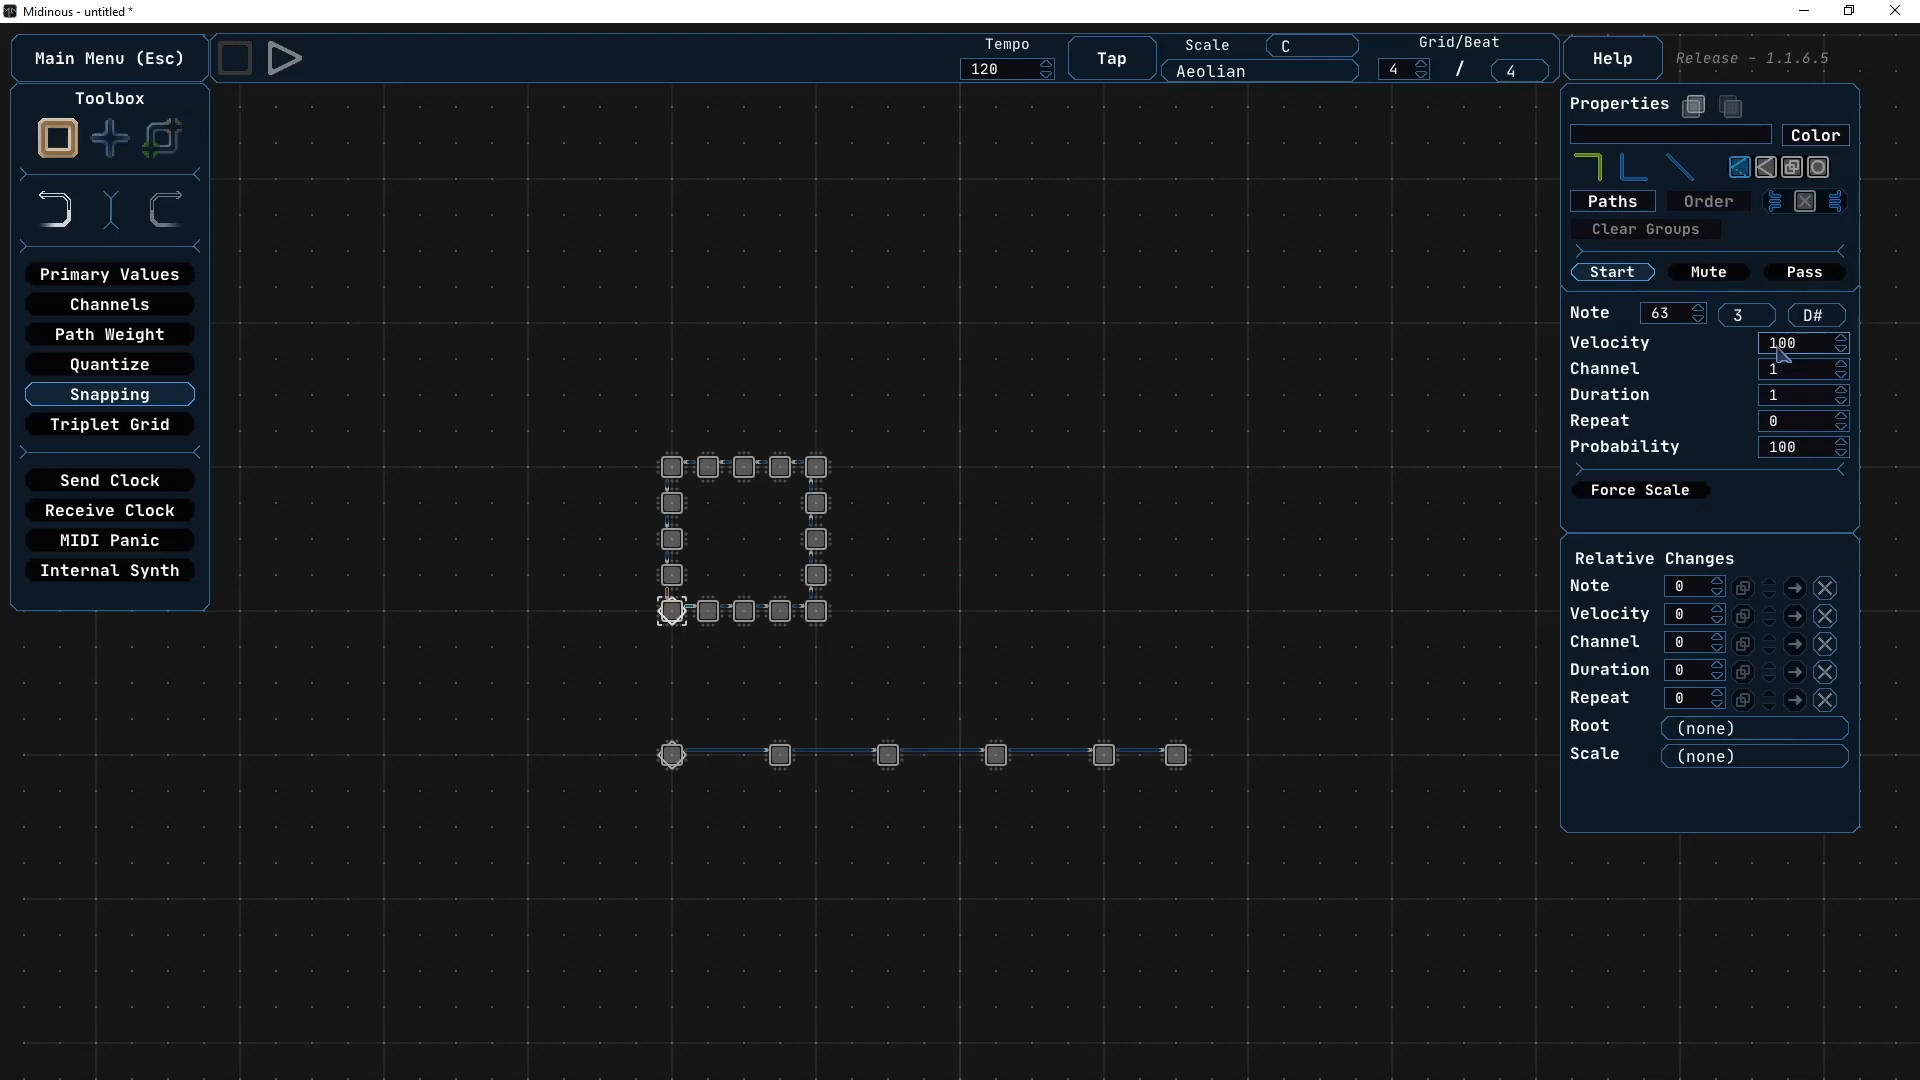 Midinous - untitled *
Main Menu (Esc)
Tempo
120
Tap
Scale
C
Aeolian
Grid/Beat
4 / 4
Help
Release - 1.1.6.5
Toolbox
Primary Values
Channels
Path Weight
Quantize
Snapping
Triplet Grid
Send Clock
Receive Clock
MIDI Panic
Internal Synth
Properties
Color
Paths
Order
Clear Groups
Start
Mute
Pass
Note 63 3 D#
Velocity 100
Channel 1
Duration 1
Repeat 0
Probability 100
Force Scale
Relative Changes
Note 0
Velocity 0
Channel 0
Duration 0
Repeat 0
Root (none)
Scale (none)